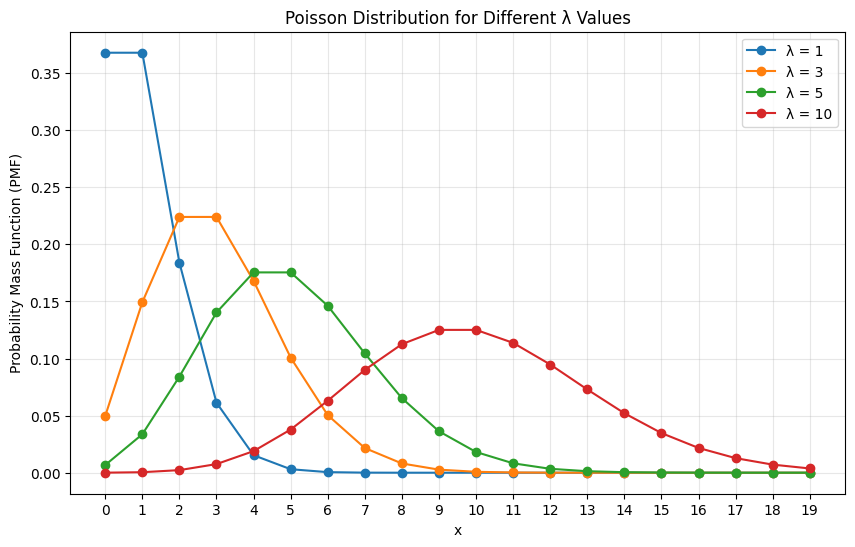 Poisson Distribution for Different λ Values
λ = 1
λ = 3
λ = 5
λ = 10
Probability Mass Function (PMF)
0.35
0.30
0.25
0.20
0.15
0.10
0.05
0.00
0 1 2 3 4 5 6 7 8 9 10 11 12 13 14 15 16 17 18 19
x